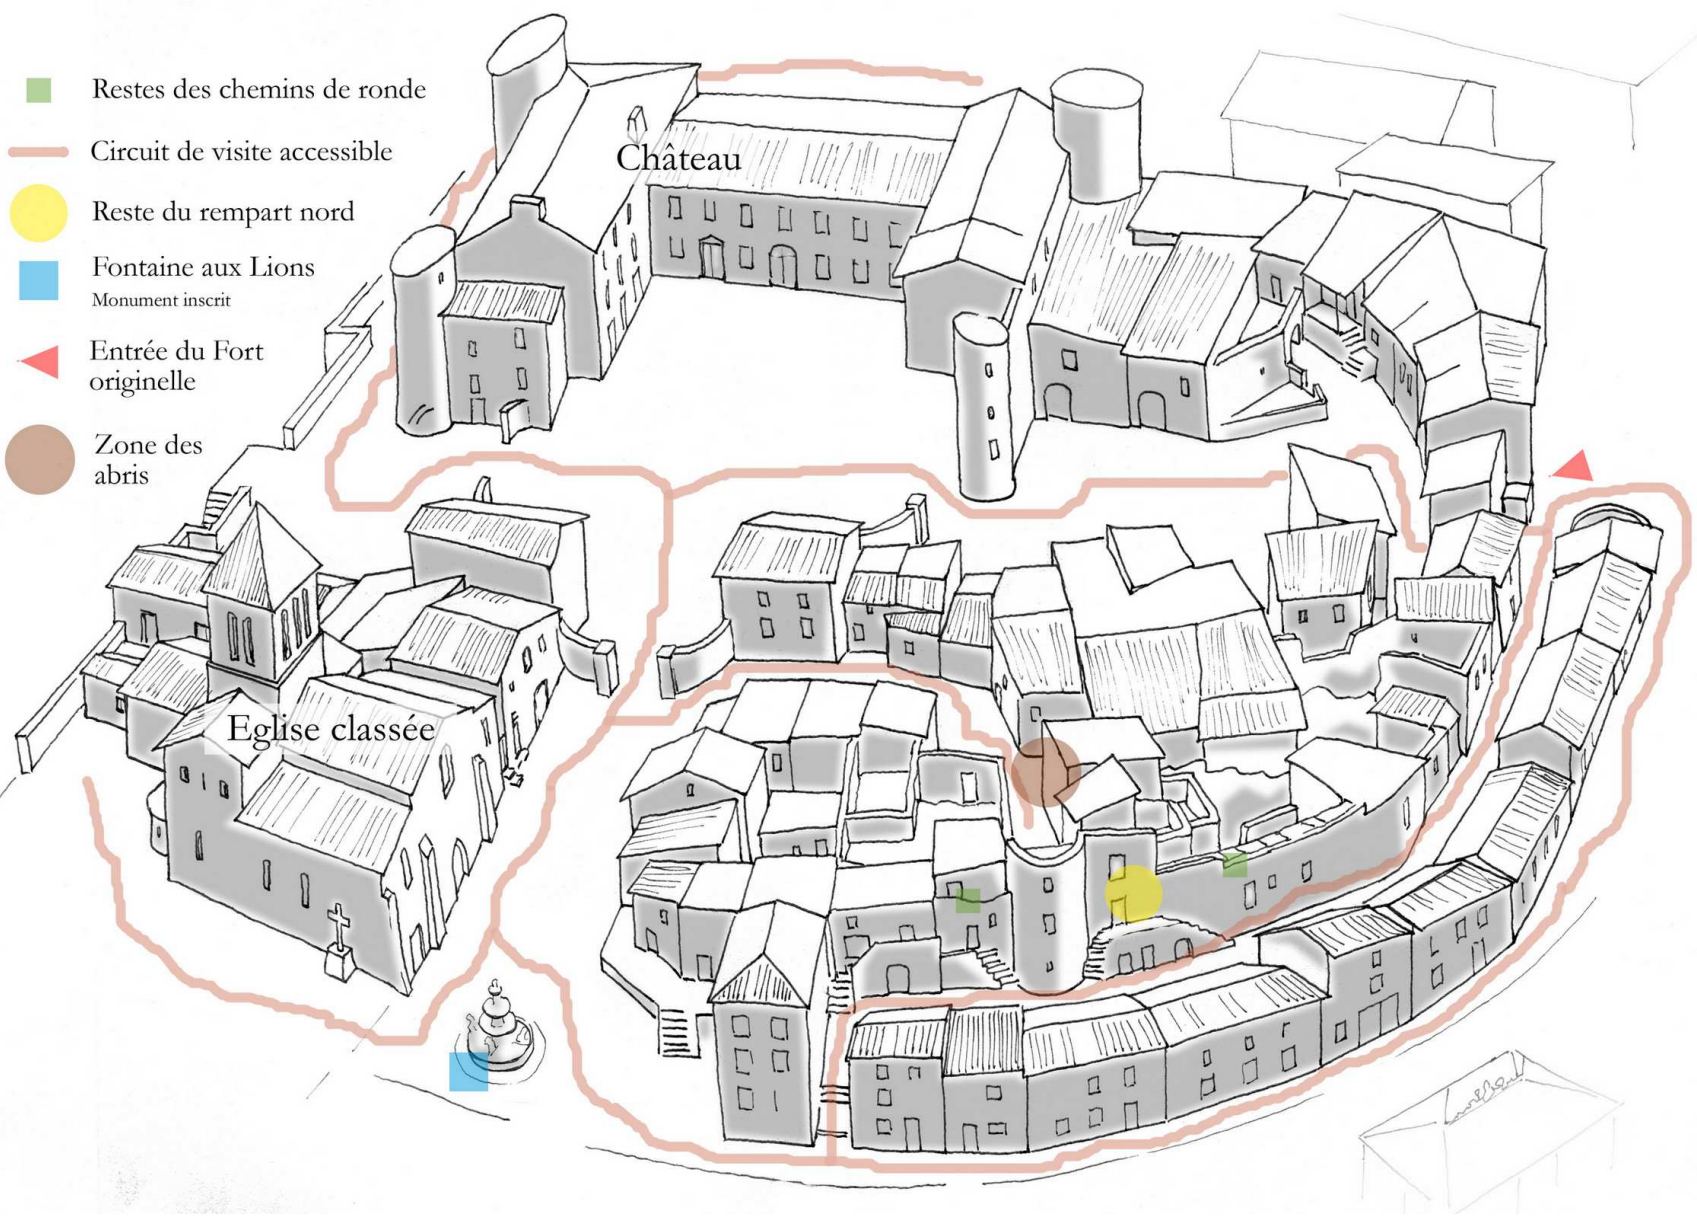 Restes des chemins de ronde
Circuit de visite accessible
Reste du rempart nord
Fontaine aux Lions
Monument inscrit
Entrée du Fort
originelle
Zone des
abris
Château
Eglise classée